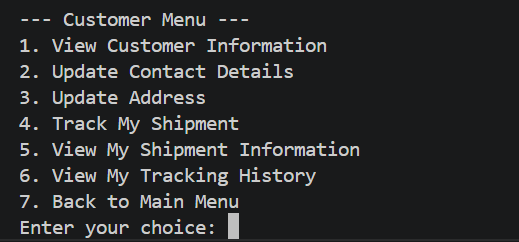 --- Customer Menu ---
1. View Customer Information
2. Update Contact Details
3. Update Address
4. Track My Shipment
5. View My Shipment Information
6. View My Tracking History
7. Back to Main Menu
Enter your choice: